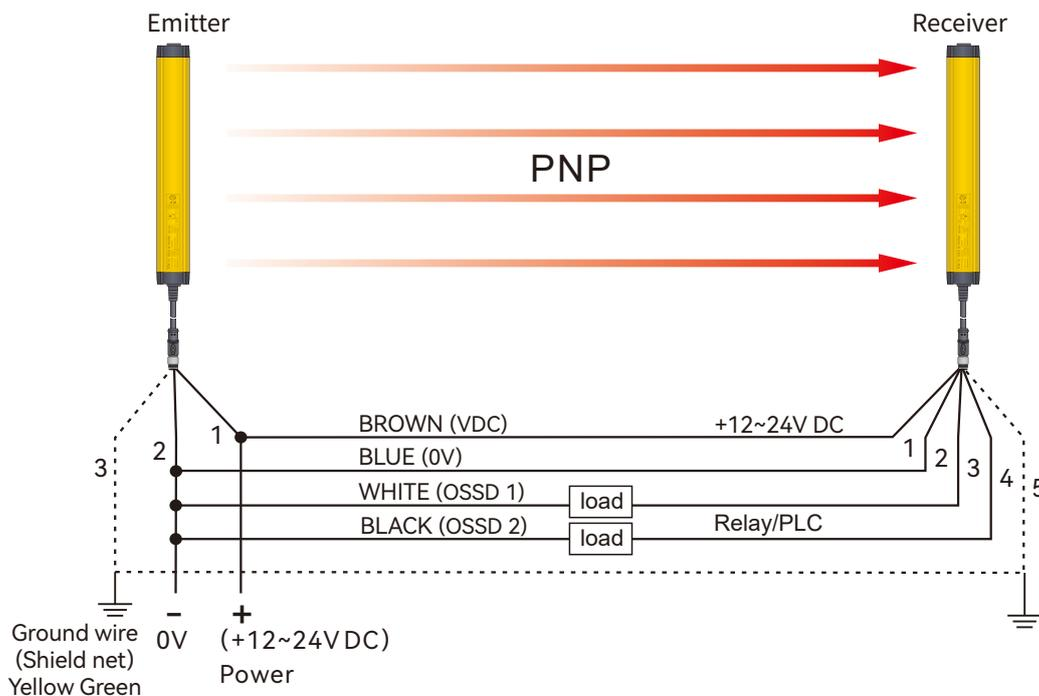 Emitter
Receiver
PNP
BROWN (VDC)
+12~24V DC
1
1
BLUE (0V)
2
2
3
WHITE (OSSD 1)
load
3
4
5
BLACK (OSSD 2)
load
Relay/PLC
−
+
Ground wire
(Shield net)
Yellow Green
0V
(+12~24V DC)
Power